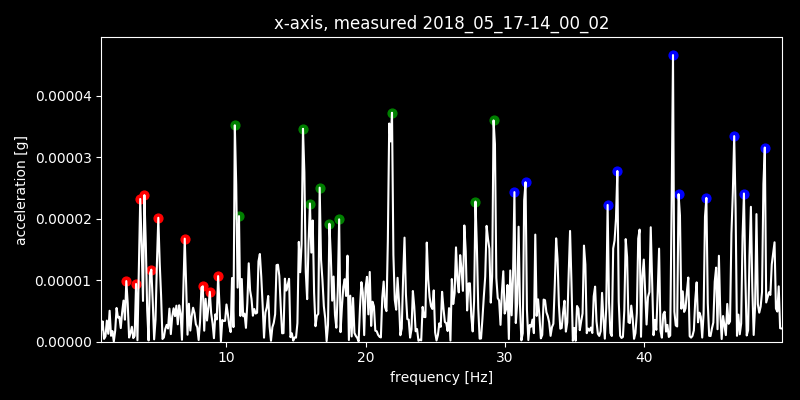 x-axis, measured 2018_05_17-14_00_02
acceleration [g]
0.00004
0.00003
0.00002
0.00001
0.00000
10 20 30 40
frequency [Hz]